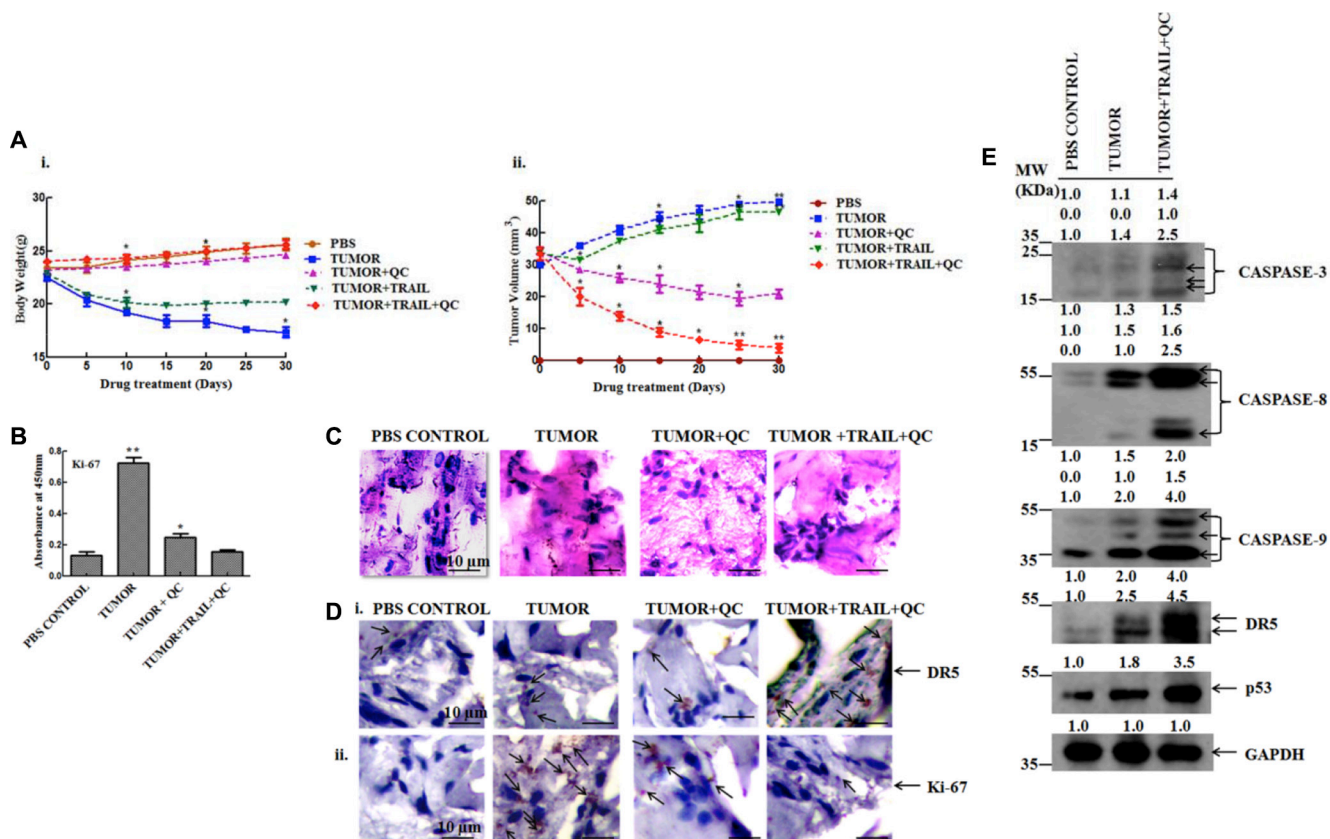 A
i.
30
25
20
15
Body Weight(g)
0 5 10 15 20 25 30
Drug treatment (Days)
PBS
TUMOR
TUMOR+QC
TUMOR+TRAIL
TUMOR+TRAIL+QC
ii.
50
40
30
20
10
0
Tumor Volume (mm 3)
0 5 10 15 20 25 30
Drug treatment (Days)
PBS
TUMOR
TUMOR+QC
TUMOR+TRAIL
TUMOR+TRAIL+QC
B
Ki-67
0.8
0.6
0.4
0.2
0.0
Absorbance at 450nm
**
*
PBS CONTROL
TUMOR
TUMOR + QC
TUMOR+TRAIL+QC
C
PBS CONTROL TUMOR TUMOR+QC TUMOR +TRAIL+QC
10 µm
D
i. PBS CONTROL TUMOR TUMOR+QC TUMOR+TRAIL+QC
10 µm
DR5
ii.
10 µm
Ki-67
E
PBS CONTROL
TUMOR
TUMOR+TRAIL+QC
MW
(KDa)
1.0 1.1 1.4
0.0 0.0 1.0
1.0 1.4 2.5
35
25
15
CASPASE-3
1.0 1.3 1.5
1.0 1.5 1.6
0.0 1.0 2.5
55
15
CASPASE-8
1.0 1.5 2.0
0.0 1.0 1.5
1.0 2.0 4.0
55
35
CASPASE-9
1.0 2.0 4.0
1.0 2.5 4.5
55
DR5
1.0 1.8 3.5
55
p53
1.0 1.0 1.0
35
GAPDH